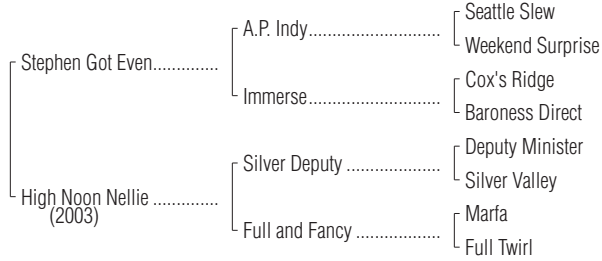 Seattle Slew
A.P. Indy..............................
Weekend Surprise
Stephen Got Even..............
Cox's Ridge
Immerse..............................
Baroness Direct
Deputy Minister
Silver Deputy .....................
Silver Valley
High Noon Nellie ..............
(2003)
Marfa
Full and Fancy ...................
Full Twirl